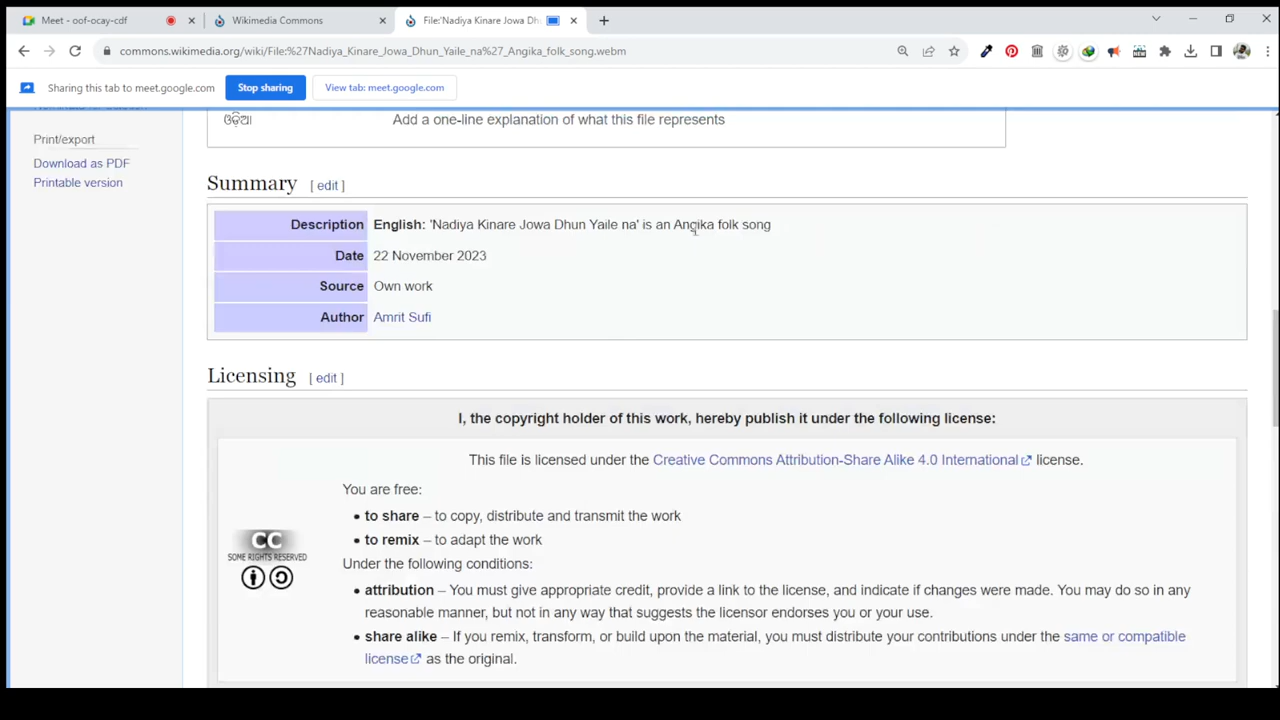 Meet - oof-ocay-cdf
Wikimedia Commons
File:'Nadiya Kinare Jowa Dh
commons.wikimedia.org/wiki/File:%27Nadiya_Kinare_Jowa_Dhun_Yaile_na%27_Angika_folk_song.webm
Sharing this tab to meet.google.com
Stop sharing
View tab: meet.google.com
ଓଡ଼ିଆ
Add a one-line explanation of what this file represents
Print/export
Download as PDF
Printable version
Summary [ edit ]
Description English: 'Nadiya Kinare Jowa Dhun Yaile na' is an Angika folk song
Date 22 November 2023
Source Own work
Author Amrit Sufi
Licensing [ edit ]
I, the copyright holder of this work, hereby publish it under the following license:
This file is licensed under the Creative Commons Attribution-Share Alike 4.0 International license.
You are free:
• to share – to copy, distribute and transmit the work
• to remix – to adapt the work
Under the following conditions:
• attribution – You must give appropriate credit, provide a link to the license, and indicate if changes were made. You may do so in any
reasonable manner, but not in any way that suggests the licensor endorses you or your use.
• share alike – If you remix, transform, or build upon the material, you must distribute your contributions under the same or compatible
license as the original.
CC
SOME RIGHTS RESERVED